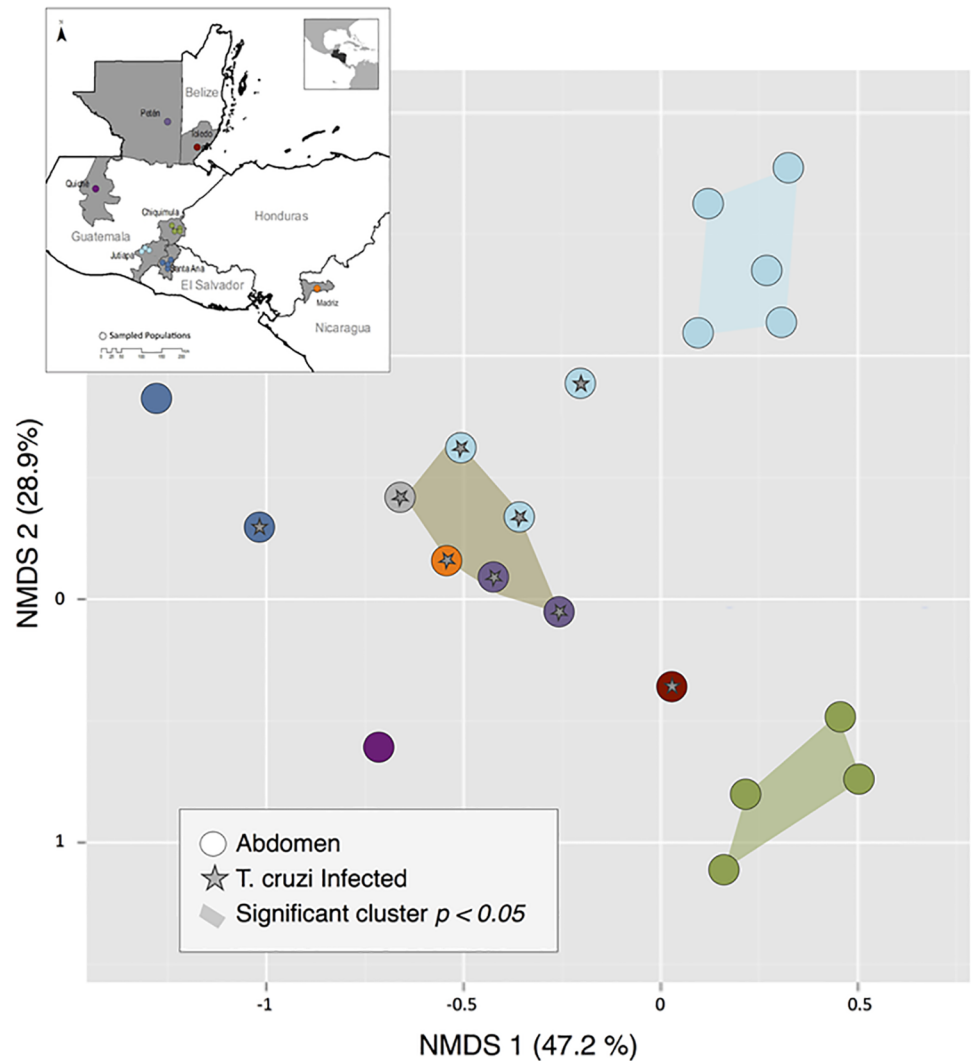 N
Belize
Petén
Toledo
Quiché
Chiquimula
Honduras
Guatemala
Jutiapa
Santa Ana
El Salvador
Madriz
Nicaragua
Sampled Populations
NMDS 2 (28.9%)
0
1
Abdomen
T. cruzi Infected
Significant cluster p < 0.05
-1 -0.5 0 0.5
NMDS 1 (47.2 %)